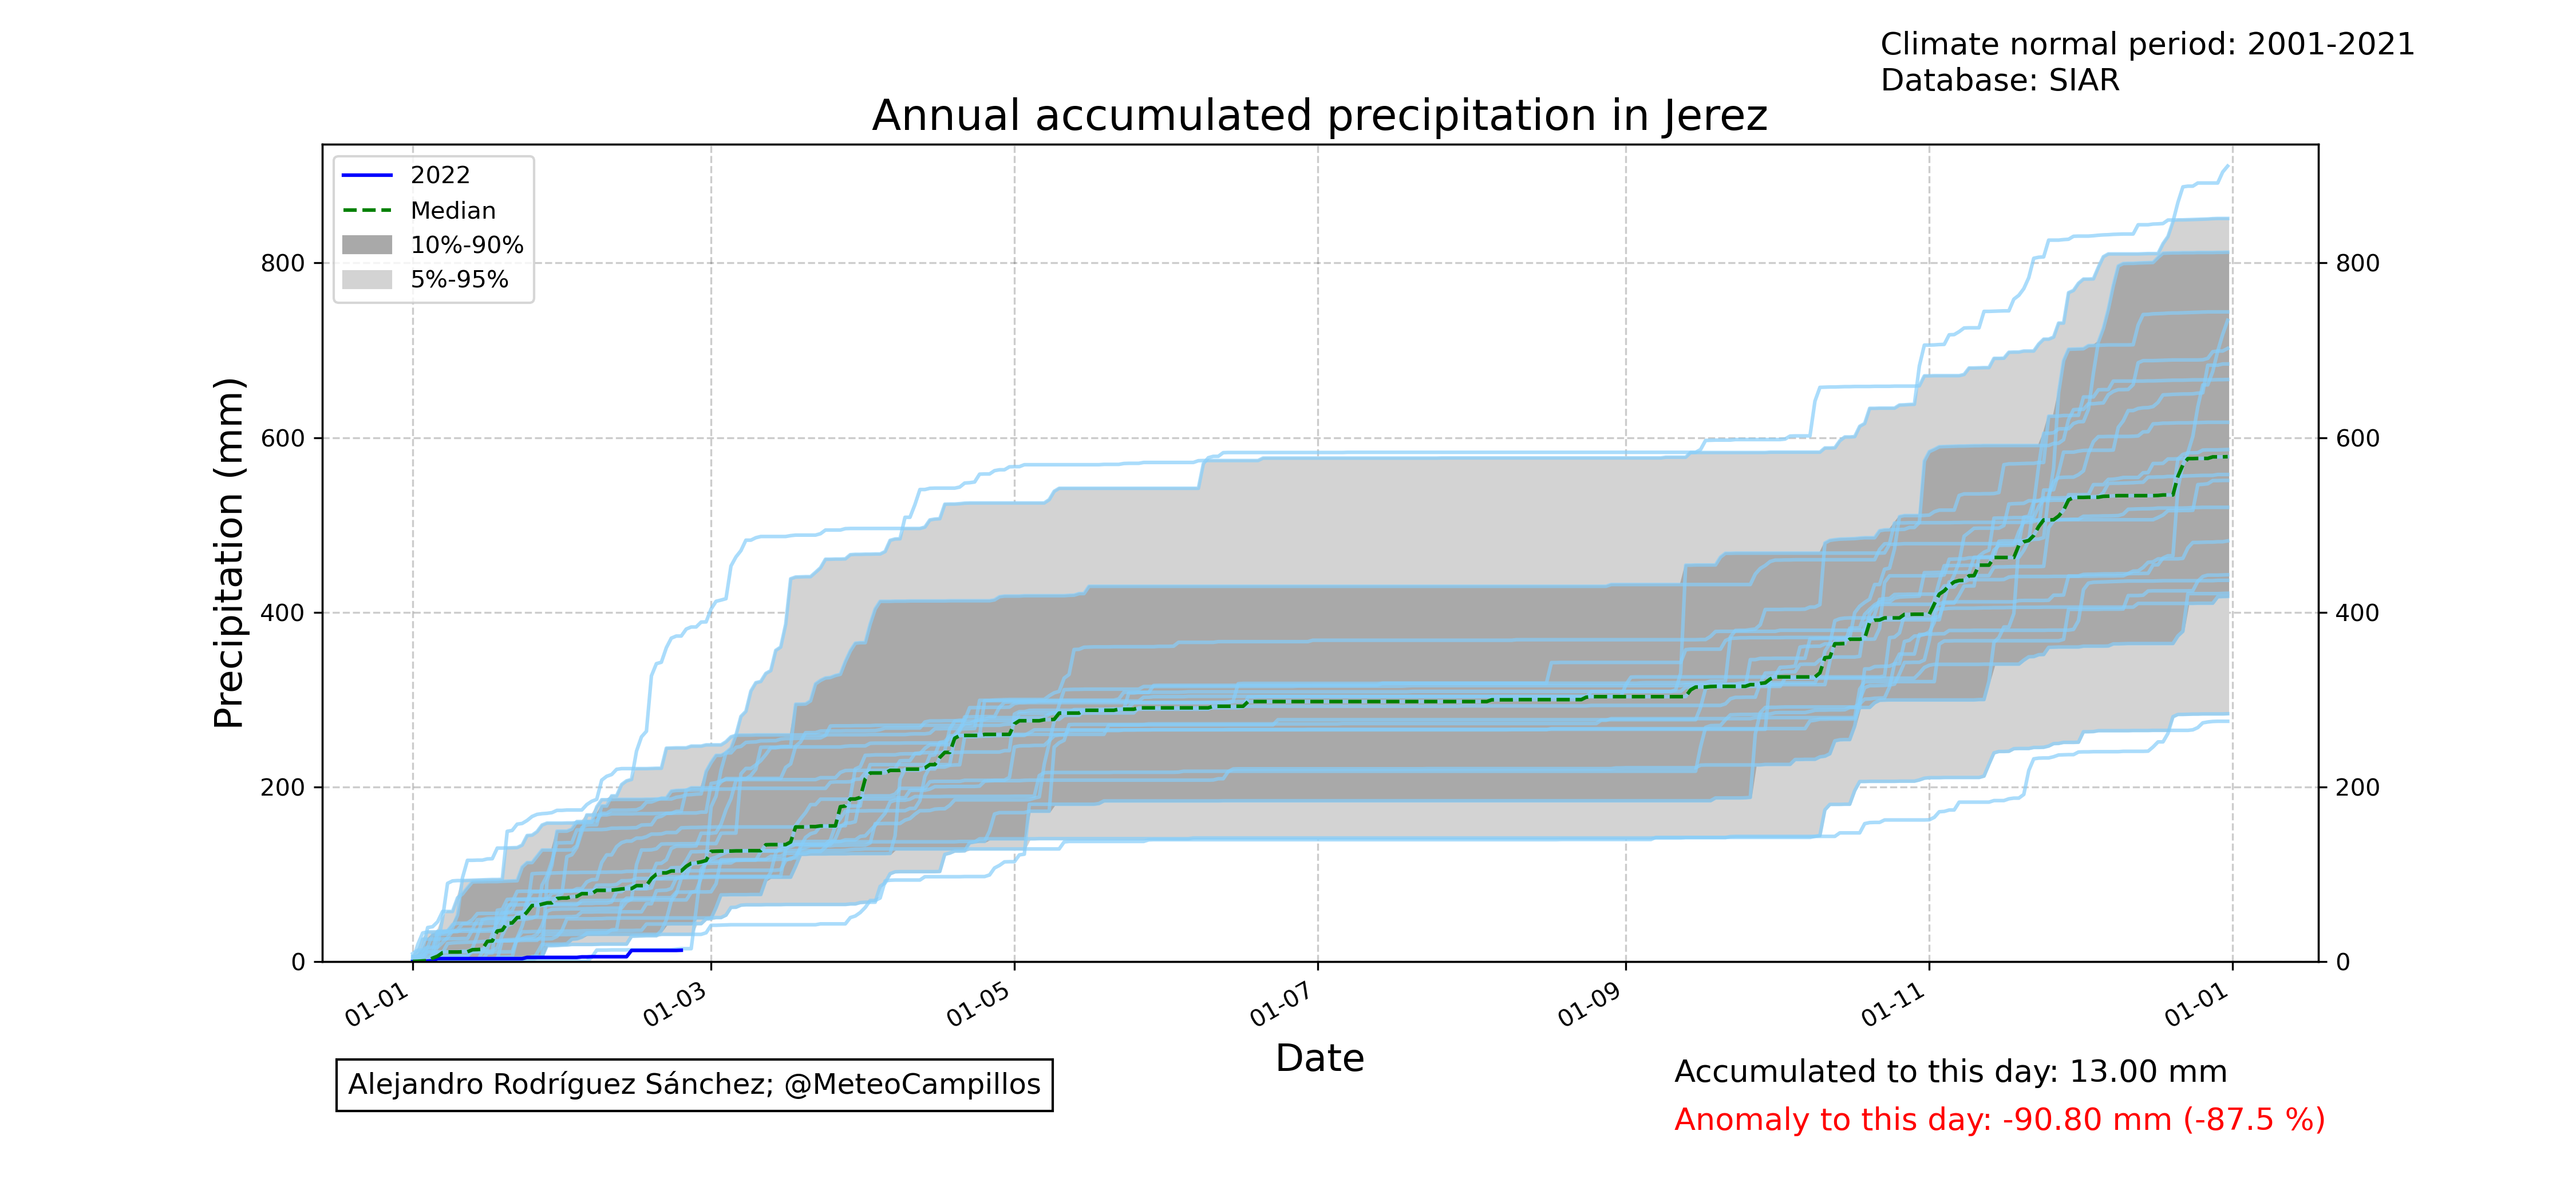 Climate normal period: 2001-2021
Database: SIAR
Annual accumulated precipitation in Jerez
2022
Median
10%-90%
5%-95%
Precipitation (mm)
800
600
400
200
0
800
600
400
200
0
01-01
01-03
01-05
01-07
01-09
01-11
01-01
Date
Alejandro Rodríguez Sánchez; @MeteoCampillos
Accumulated to this day: 13.00 mm
Anomaly to this day: -90.80 mm (-87.5 %)